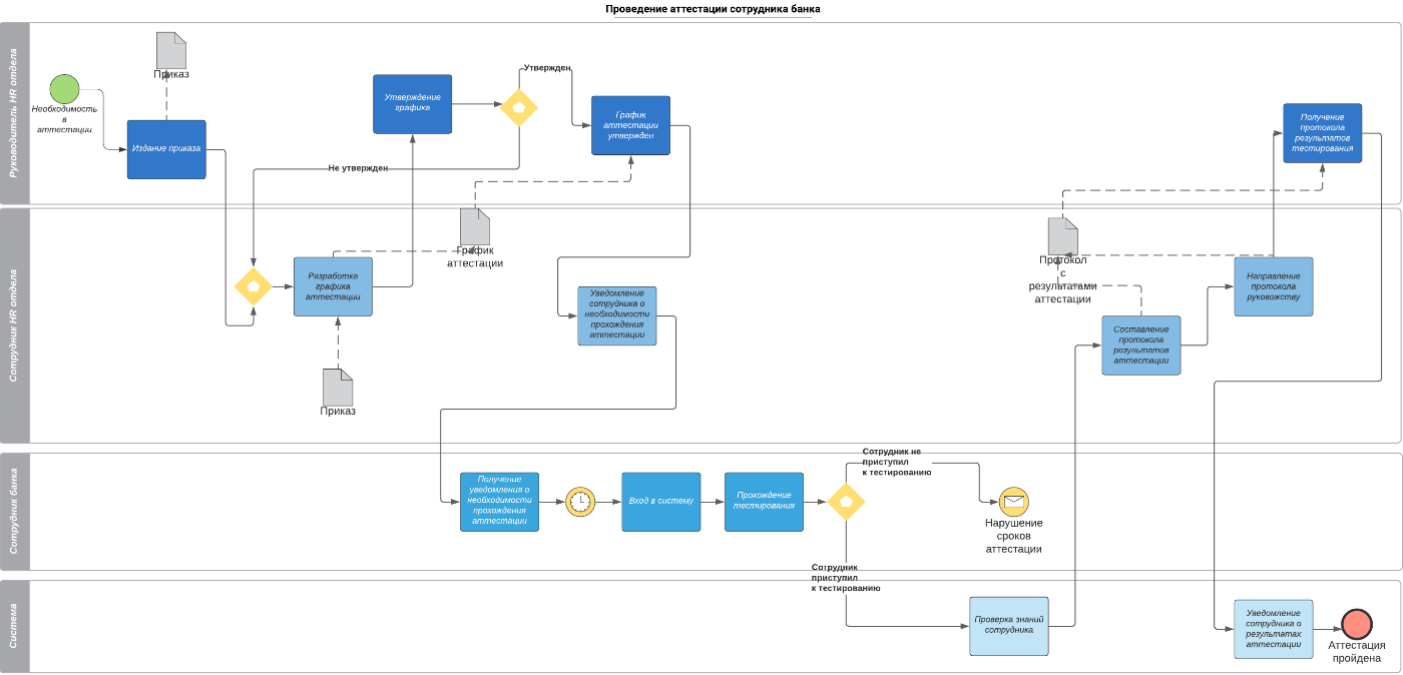 Проведение аттестации сотрудника банка
Руководитель HR отдела
Необходимость
в
аттестации
Приказ
Издание приказа
Утверждение
графика
Утвержден
Не утвержден
График
аттестации
утвержден
Получение
протокола
результатов
тестирования
Сотрудник HR отдела
Разработка
графика
аттестации
Приказ
График
аттестации
Уведомление
сотрудника о
необходимости
прохождения
аттестации
Протокол
с
результатами
аттестации
Составление
протокола
результатов
аттестации
Направление
протокола
руковожству
Сотрудник банка
Получение
уведомления о
необходимости
прохождения
аттестации
Вход в систему
Прохождение
тестирования
Сотрудник не
приступил
к тестированию
Нарушение
сроков
аттестации
Сотрудник
приступил
к тестированию
Система
Проверка знаний
сотрудника
Уведомление
сотрудника о
результатах
аттестации
Аттестация
пройдена